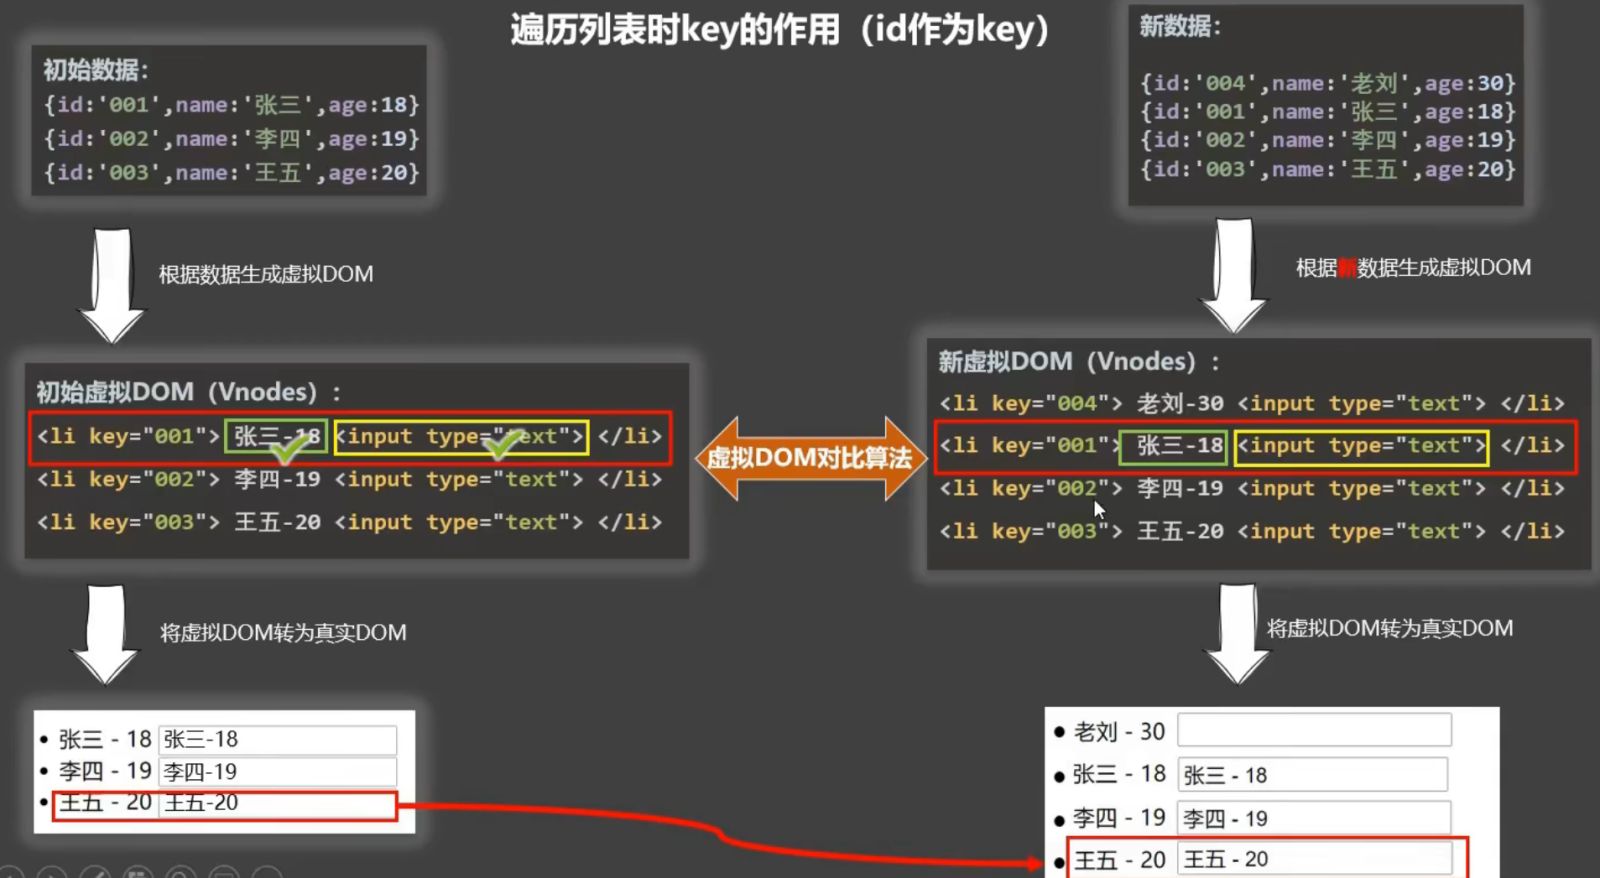 遍历列表时key的作用（id作为key）
初始数据：
{id:'001',name:'张三',age:18}
{id:'002',name:'李四',age:19}
{id:'003',name:'王五',age:20}
根据数据生成虚拟DOM
初始虚拟DOM（Vnodes）：
<li key="001"> 张三-18 <input type="text"> </li>
<li key="002"> 李四-19 <input type="text"> </li>
<li key="003"> 王五-20 <input type="text"> </li>
将虚拟DOM转为真实DOM
张三 - 18 张三-18
李四 - 19 李四-19
王五 - 20 王五-20
虚拟DOM对比算法
新数据：
{id:'004',name:'老刘',age:30}
{id:'001',name:'张三',age:18}
{id:'002',name:'李四',age:19}
{id:'003',name:'王五',age:20}
根据新数据生成虚拟DOM
新虚拟DOM（Vnodes）：
<li key="004"> 老刘-30 <input type="text"> </li>
<li key="001"> 张三-18 <input type="text"> </li>
<li key="002"> 李四-19 <input type="text"> </li>
<li key="003"> 王五-20 <input type="text"> </li>
将虚拟DOM转为真实DOM
老刘 - 30
张三 - 18 张三 - 18
李四 - 19 李四 - 19
王五 - 20 王五 - 20